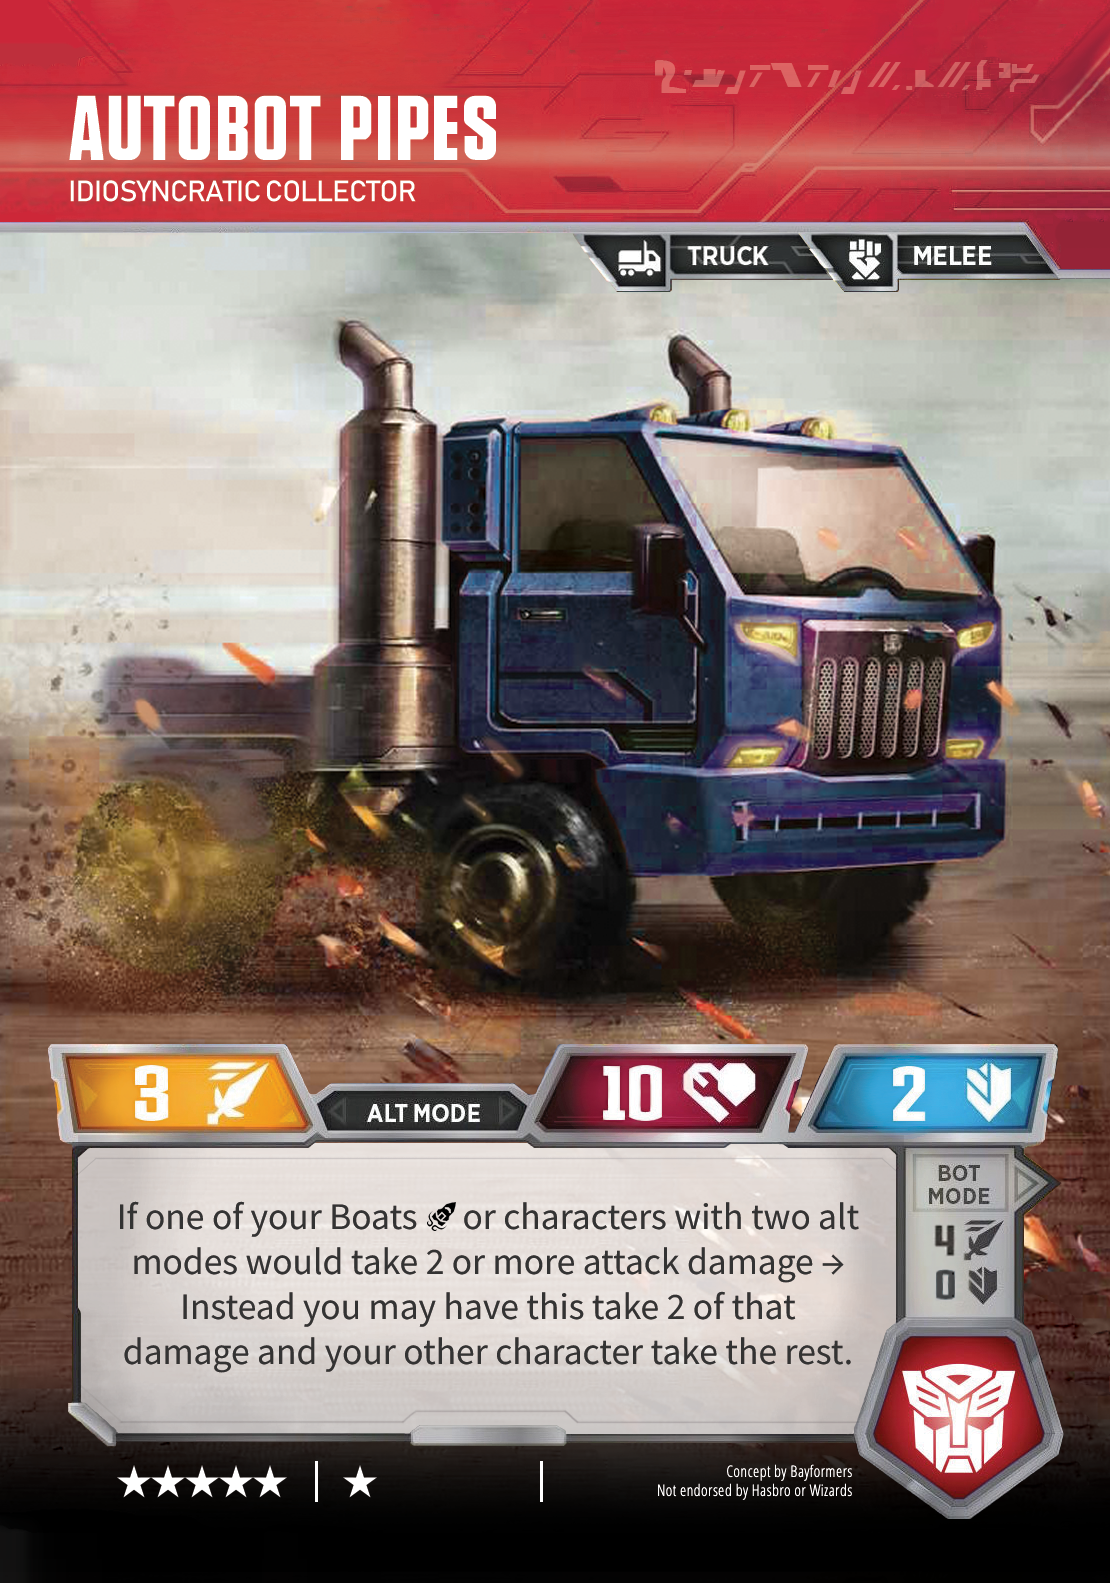 AUTOBOT PIPES
IDIOSYNCRATIC COLLECTOR
TRUCK
MELEE
3
ALT MODE
10
2
If one of your Boats or characters with two alt
modes would take 2 or more attack damage →
Instead you may have this take 2 of that
damage and your other character take the rest.
BOT
MODE
4
0
Concept by Bayformers
Not endorsed by Hasbro or Wizards